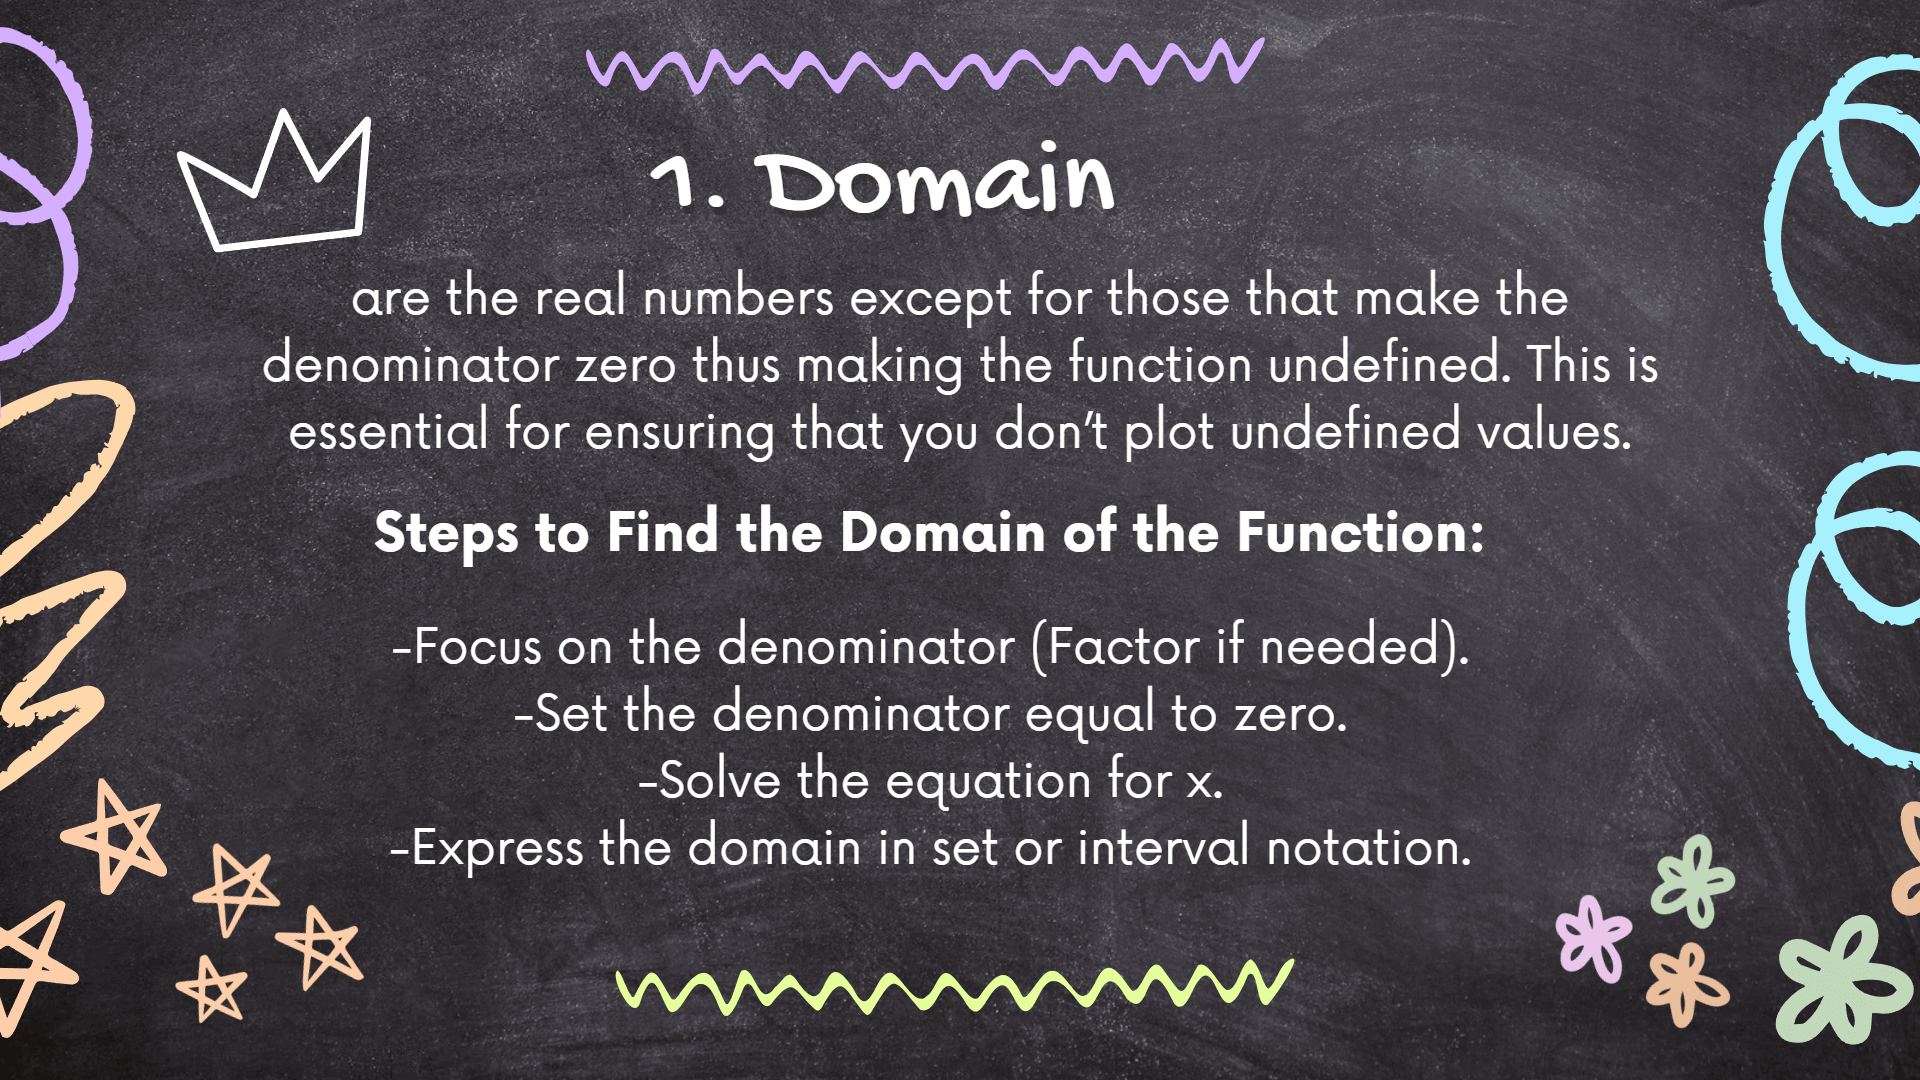 1. Domain
are the real numbers except for those that make the
denominator zero thus making the function undefined. This is
essential for ensuring that you don’t plot undefined values.
Steps to Find the Domain of the Function:
-Focus on the denominator (Factor if needed).
-Set the denominator equal to zero.
-Solve the equation for x.
-Express the domain in set or interval notation.